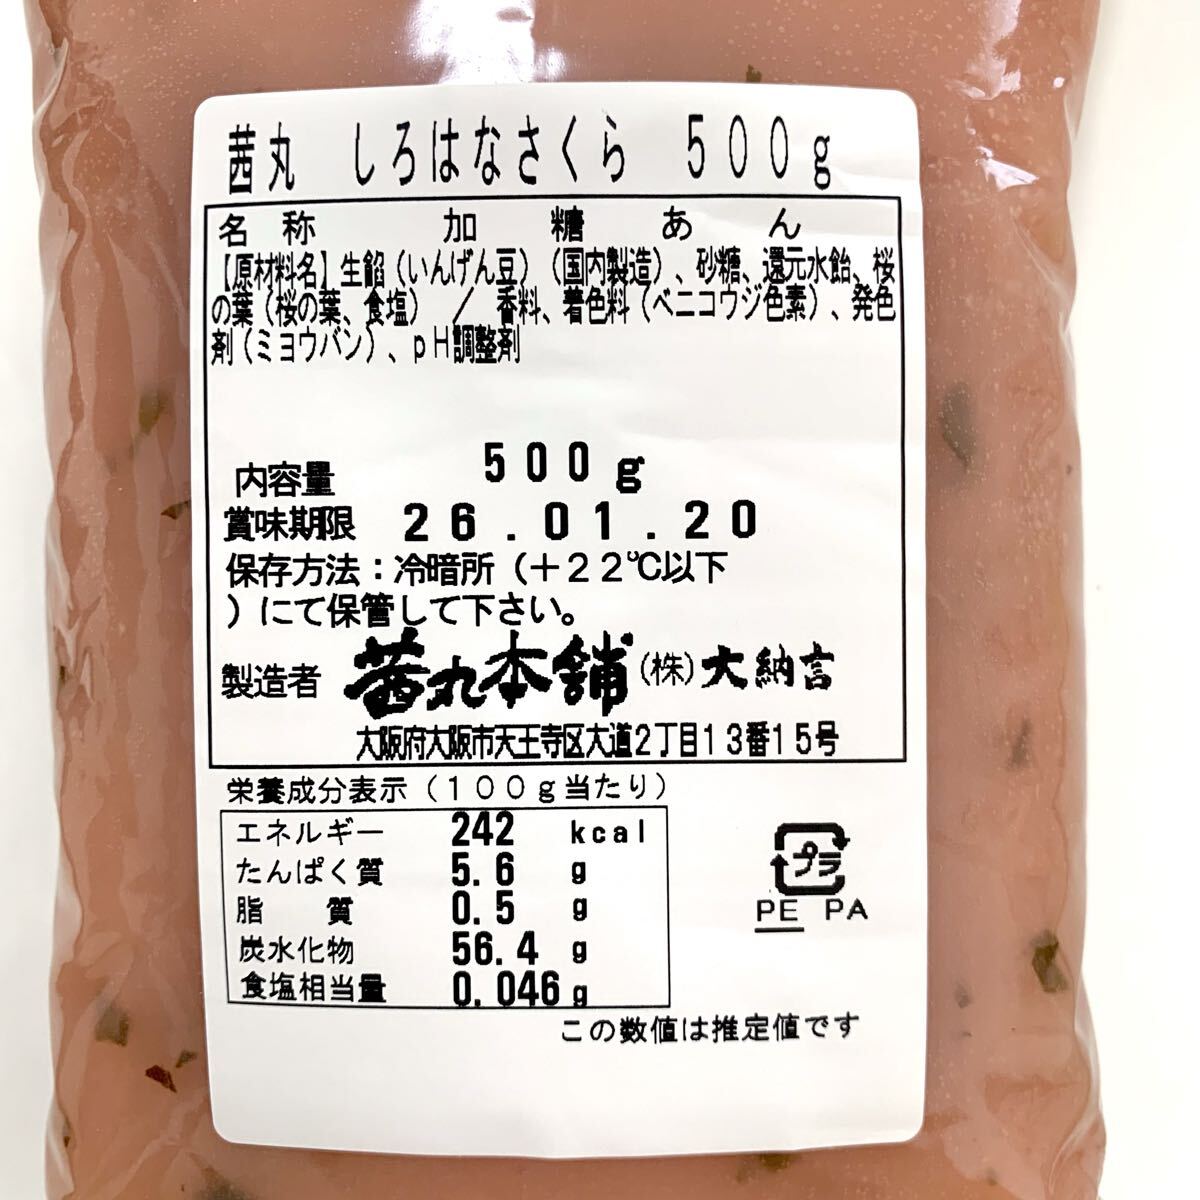 茜丸　しろはなさくら　５００ｇ
名称　加糖あん
【原材料名】生餡（いんげん豆）（国内製造）、砂糖、還元水飴、桜
の葉（桜の葉、食塩）　／　香料、着色料（ベニコウジ色素）、発色
剤（ミョウバン）、ｐＨ調整剤
内容量　500 g
賞味期限　26.01.20
保存方法：冷暗所（＋２２℃以下
）にて保管して下さい。
製造者　茜丸本舗（株）大納言
大阪府大阪市天王寺区大道２丁目１３番１５号
栄養成分表示（１００ｇ当たり）
エネルギー　242　kcal
たんぱく質　5.6　g
脂質　0.5　g
炭水化物　56.4　g
食塩相当量　0.046 g
プラ
PE PA
この数値は推定値です